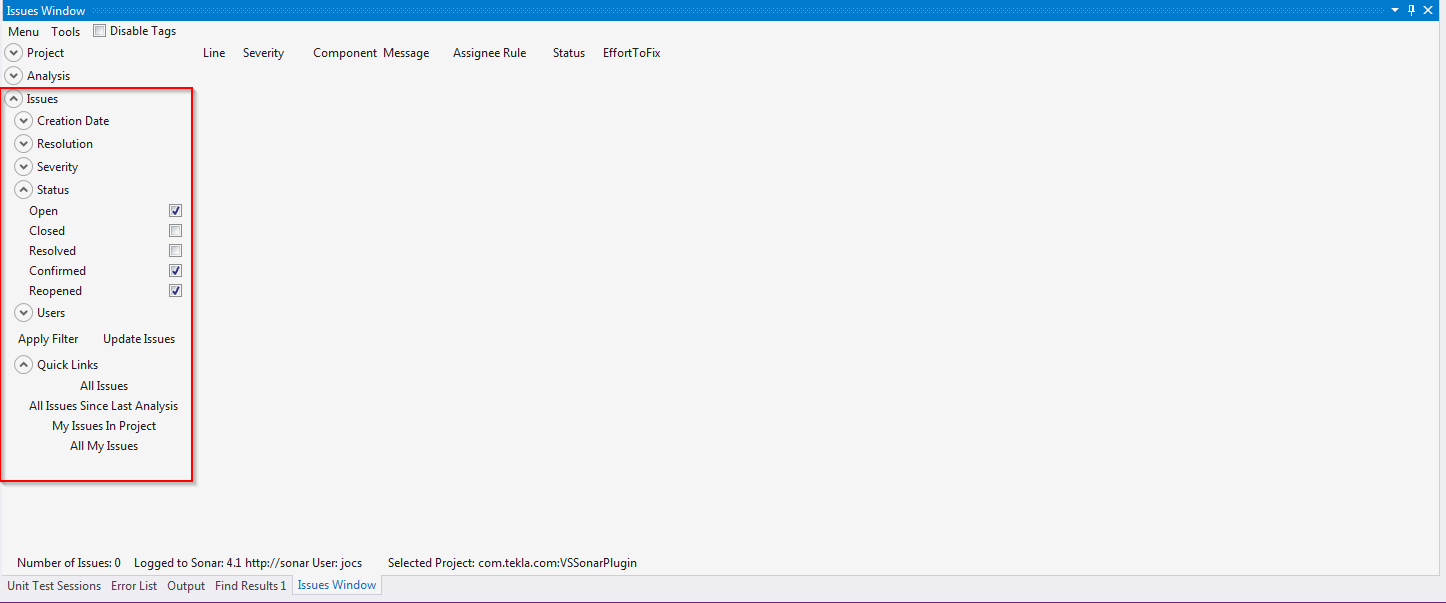 Issues Window
Menu Tools Disable Tags
Project Line Severity Component Message Assignee Rule Status EffortToFix
Analysis
Issues
Creation Date
Resolution
Severity
Status
Open
Closed
Resolved
Confirmed
Reopened
Users
Apply Filter Update Issues
Quick Links
All Issues
All Issues Since Last Analysis
My Issues In Project
All My Issues
Number of Issues: 0 Logged to Sonar: 4.1 http://sonar User: jocs Selected Project: com.tekla.com:VSSonarPlugin
Unit Test Sessions Error List Output Find Results 1 Issues Window